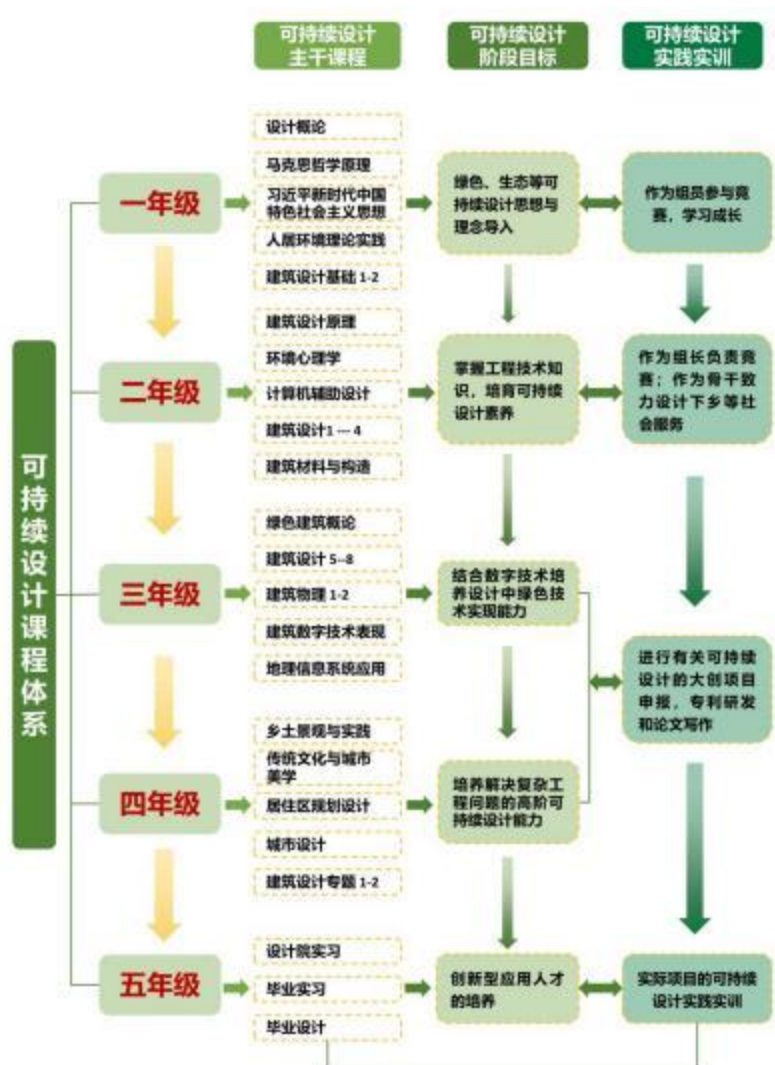 可持续设计
主干课程
可持续设计
阶段目标
可持续设计
实践实训
可持续设计课程体系
一年级
设计概论
马克思哲学原理
习近平新时代中国
特色社会主义思想
人居环境理论实践
建筑设计基础 1-2
绿色、生态等可
持续设计思想与
理念导入
作为组员参与竞
赛，学习成长
二年级
建筑设计原理
环境心理学
计算机辅助设计
建筑设计1 --- 4
建筑材料与构造
掌握工程技术知
识，培育可持续
设计素养
作为组长负责竞
赛；作为骨干致
力设计下乡等社
会服务
三年级
绿色建筑概论
建筑设计 5--8
建筑物理 1-2
建筑数字技术表现
地理信息系统应用
结合数字技术培
养设计中绿色技
术实现能力
进行有关可持续
设计的大创项目
申报，专利研发
和论文写作
四年级
乡土景观与实践
传统文化与城市
美学
居住区规划设计
城市设计
建筑设计专题 1-2
培养解决复杂工
程问题的高阶可
持续设计能力
五年级
设计院实习
毕业实习
毕业设计
创新型应用人才
的培养
实际项目的可持续
设计实践实训